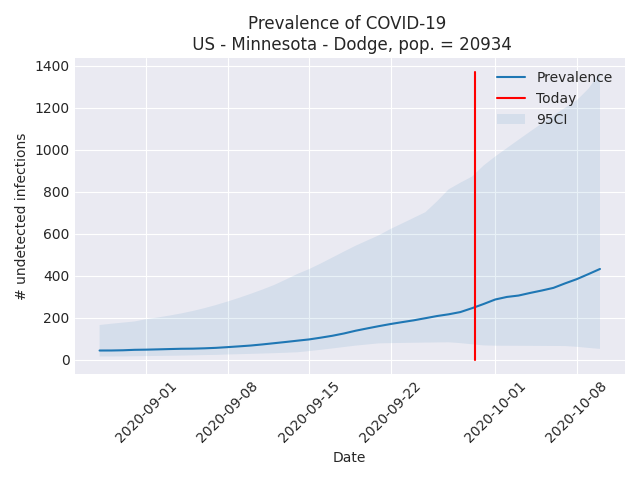 Prevalence of COVID-19
US - Minnesota - Dodge, pop. = 20934
1400
1200
1000
800
600
400
200
0
# undetected infections
Prevalence
Today
95CI
2020-09-01
2020-09-08
2020-09-15
2020-09-22
2020-10-01
2020-10-08
Date